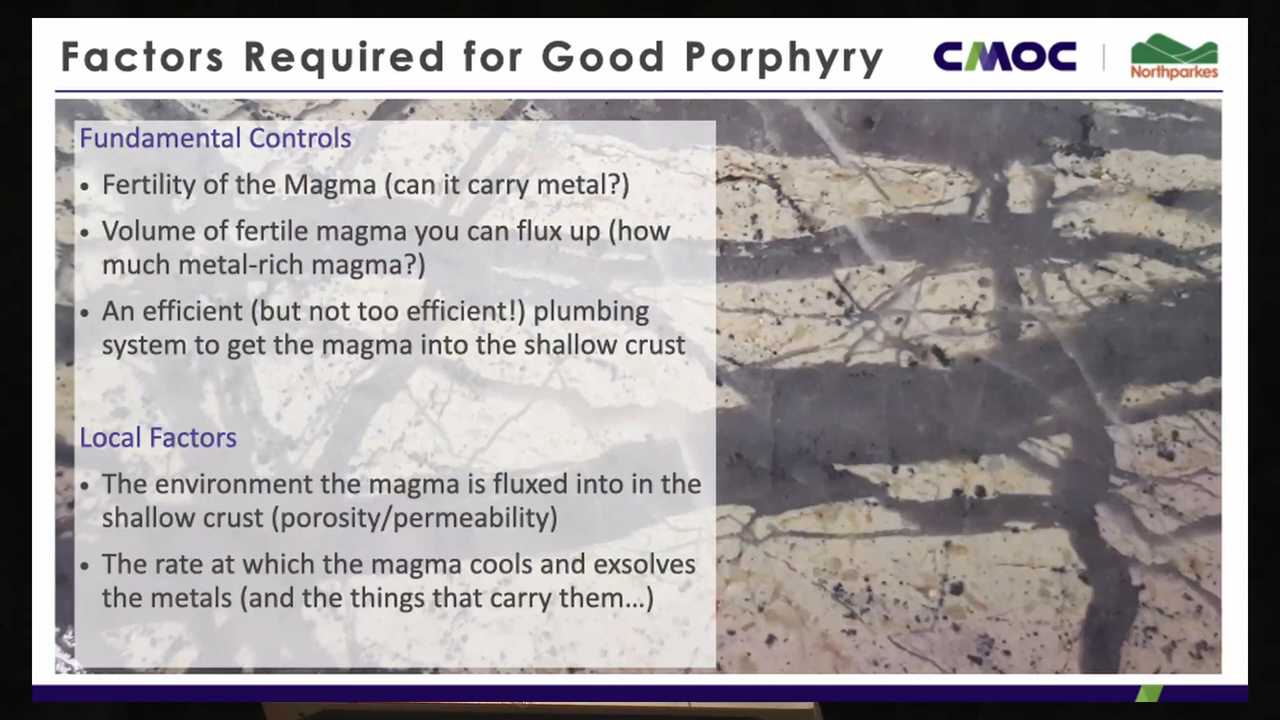 Factors Required for Good Porphyry
CMOC
Northparkes
Fundamental Controls
• Fertility of the Magma (can it carry metal?)
• Volume of fertile magma you can flux up (how
much metal-rich magma?)
• An efficient (but not too efficient!) plumbing
system to get the magma into the shallow crust
Local Factors
• The environment the magma is fluxed into in the
shallow crust (porosity/permeability)
• The rate at which the magma cools and exsolves
the metals (and the things that carry them...)